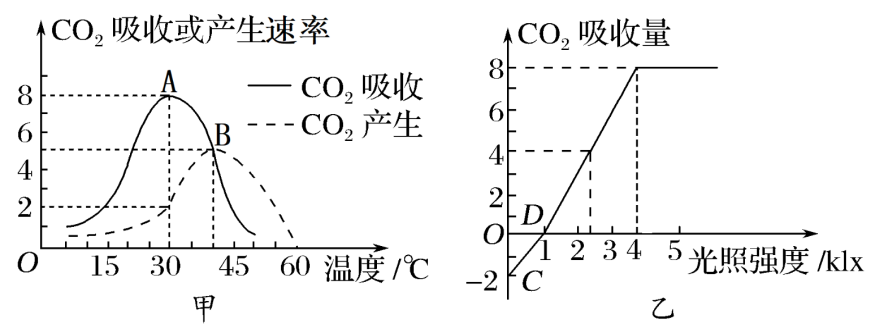 CO₂ 吸收或产生速率
A
CO₂ 吸收
CO₂ 产生
B
8
6
4
2
O
15 30 45 60 温度 /℃
甲
CO₂ 吸收量
8
6
4
2
O
D
1 2 3 4 5 光照强度 /klx
-2
C
乙